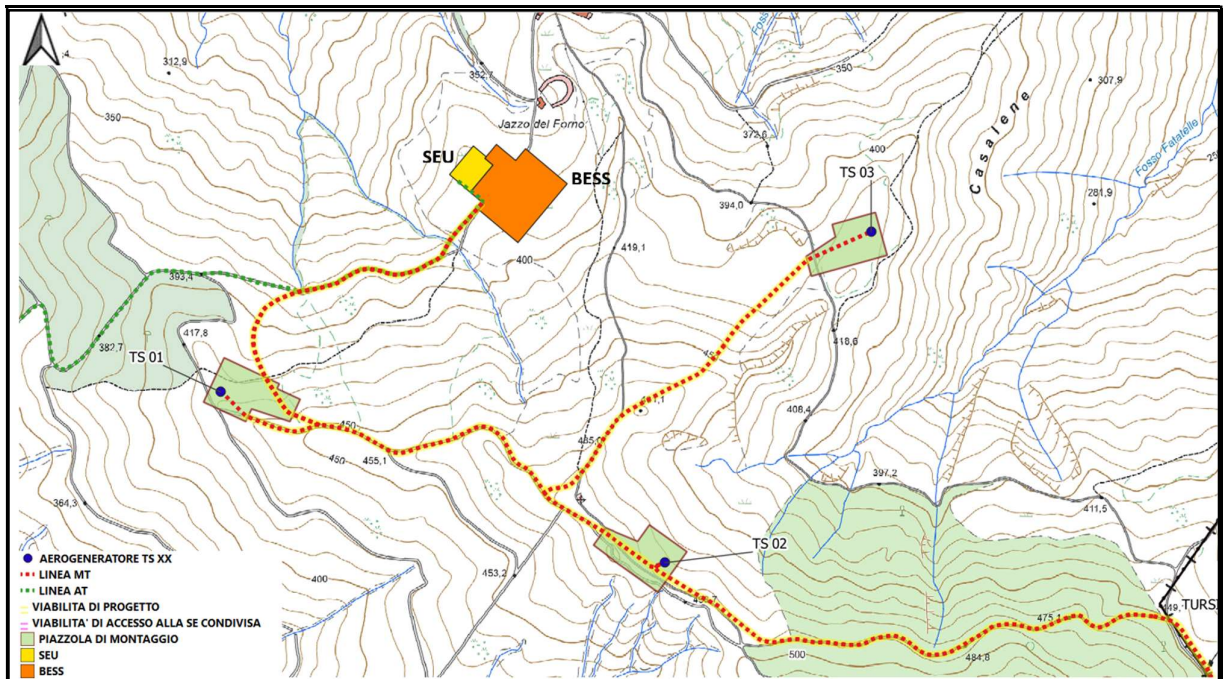 312,9
352,7
350
307,9
350
Jazzo del Forno
372,6
400
Casalene
Fosso Fatatelle
SEU
BESS
TS 03
281,9
394,0
419,1
400
393,4
418,6
417,8
382,7
TS 01
408,4
450
450
455,1
397,2
364,3
411,5
TS 02
453,2
400
AEROGENERATORE TS XX
LINEA MT
LINEA AT
VIABILITA DI PROGETTO
VIABILITA' DI ACCESSO ALLA SE CONDIVISA
PIAZZOLA DI MONTAGGIO
SEU
BESS
475,1
500
484,8